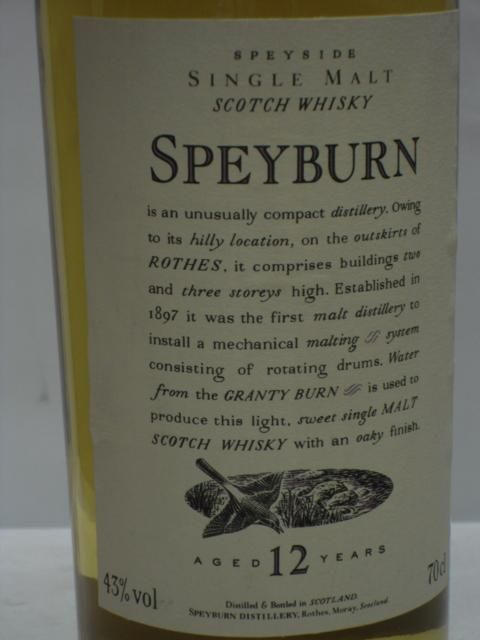 SPEYSIDE
SINGLE MALT
SCOTCH WHISKY
SPEYBURN
is an unusually compact distillery. Owing
to its hilly location, on the outskirts of
ROTHES, it comprises buildings two
and three storeys high. Established in
1897 it was the first malt distillery to
install a mechanical malting system
consisting of rotating drums. Water
from the GRANTY BURN is used to
produce this light, sweet single MALT
SCOTCH WHISKY with an oaky finish.
AGED 12 YEARS
43% vol
70cl
Distilled & Bottled in SCOTLAND.
SPEYBURN DISTILLERY, Rothes, Moray, Scotland.